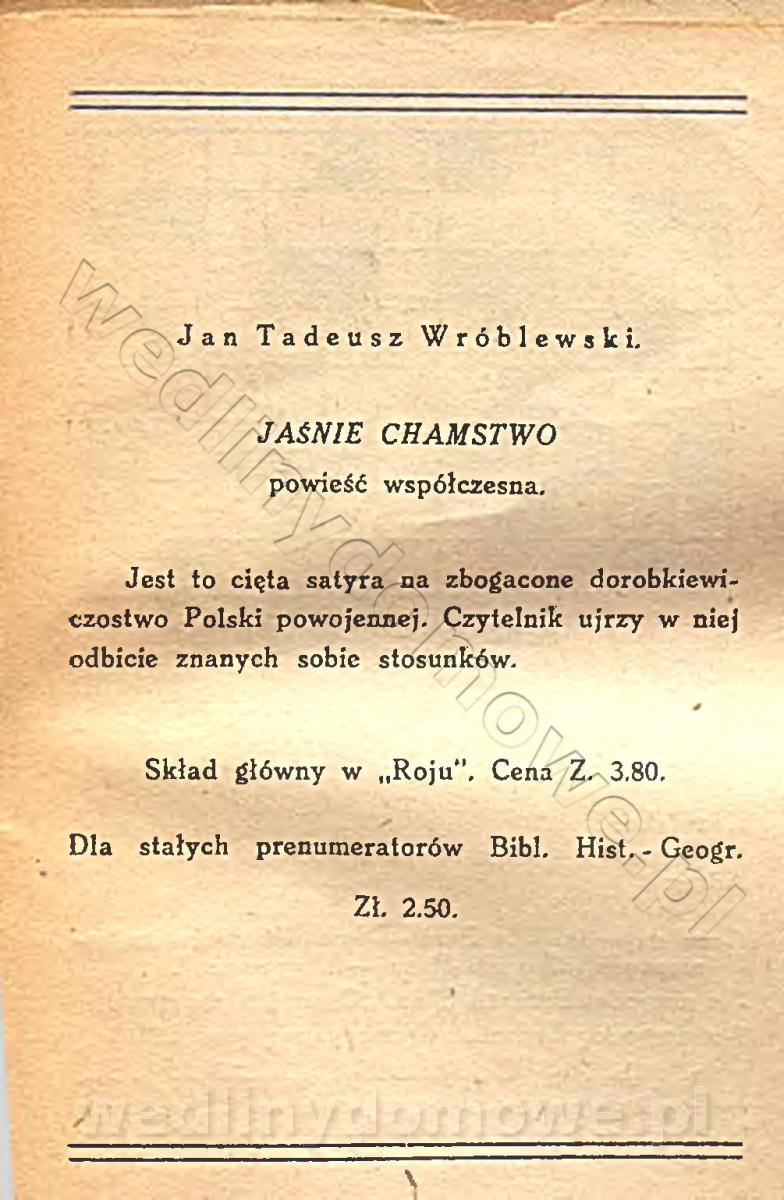 Jan Tadeusz Wróblewski.
JAŚNIE CHAMSTWO
powieść współczesna.
Jest to cięta satyra na zbogacone dorobkiewi-
czostwo Polski powojennej. Czytelnik ujrzy w niej
odbicie znanych sobie stosunków.
Skład główny w „Roju". Cena Z. 3.80.
Dla stałych prenumeratorów Bibl. Hist. - Geogr.
Zł. 2.50.
wedlinydomowe.pl
wedlinydomowe.pl